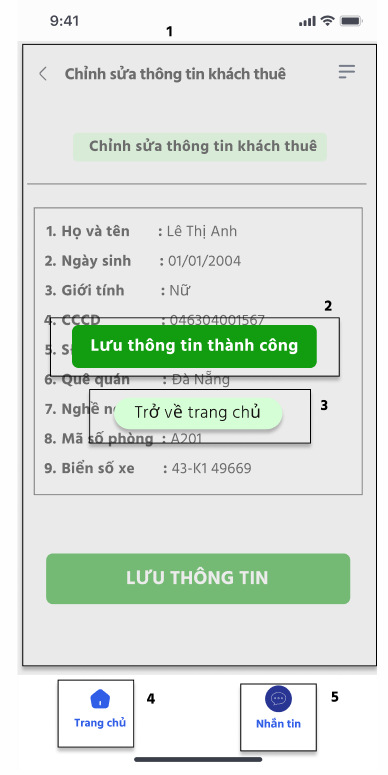 9:41
1
Chỉnh sửa thông tin khách thuê
Chỉnh sửa thông tin khách thuê
1. Họ và tên : Lê Thị Anh
2. Ngày sinh : 01/01/2004
3. Giới tính : Nữ
2
4. CCCD : 046304001567
5. S
Lưu thông tin thành công
6. Quê quán : Đà Nẵng
3
7. Nghề n
Trở về trang chủ
8. Mã số phòng : A201
9. Biển số xe : 43-K1 49669
LƯU THÔNG TIN
4
5
Trang chủ
Nhắn tin